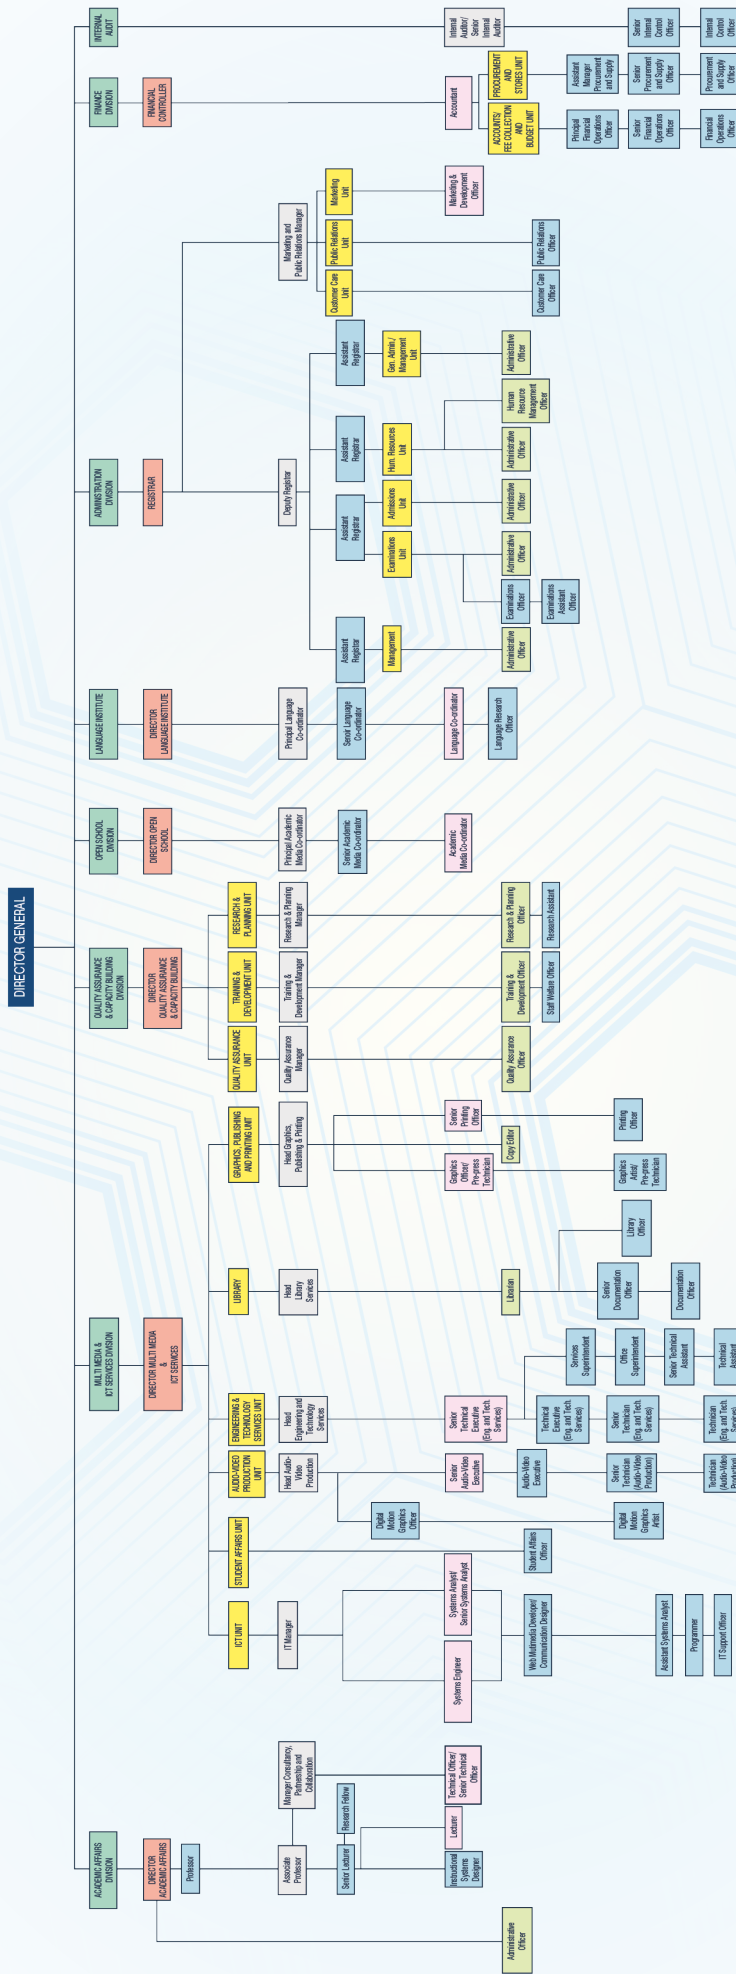 DIRECTOR GENERAL
ACADEMIC AFFAIRS
DIVISION
DIRECTOR
ACADEMIC AFFAIRS
Administrative
Officer
Professor
Associate
Professor
Manager Consultancy,
Partnership and
Collaboration
Senior Lecturer
Research Fellow
Instructional
Systems
Designer
Lecturer
Technical Officer/
Senior Technical
Officer
MULTI MEDIA &
ICT SERVICES DIVISION
DIRECTOR MULTI MEDIA
&
ICT SERVICES
ICT UNIT
IT Manager
Systems Engineer
Systems Analyst/
Senior Systems Analyst
Web Mutimedia Developer/
Communication Designer
Assistant Systems Analyst
Programmer
IT Support Officer
STUDENT AFFAIRS UNIT
Student Affairs
Officer
AUDIO-VIDEO
PRODUCTION
UNIT
Head Audio-
Video
Production
Digital
Motion
Graphics
Officer
Senior
Audio-Video
Executive
Audio-Video
Executive
Digital
Motion
Graphics
Artist
Senior
Technician
(Audio-Video
Production)
Technician
(Audio-Video
Production)
ENGINEERING &
TECHNOLOGY
SERVICES UNIT
Head
Engineering and
Technology
Services
Senior
Technical
Executive
(Eng. and Tech.
Services)
Technical
Executive
(Eng. and Tech.
Services)
Senior
Technician
(Eng. and Tech.
Services)
Technician
(Eng. and Tech.
Services)
Services
Superintendent
Office
Superintendent
Senior Technical
Assistant
Technical
Assistant
LIBRARY
Head
Library
Services
Librarian
Senior
Documentation
Officer
Documentation
Officer
Library
Officer
GRAPHICS, PUBLISHING
AND PRINTING UNIT
Head Graphics,
Publishing & Printing
Graphics
Officer/
Pre-press
Technician
Senior
Printing
Officer
Copy Editor
Graphics
Artist/
Pre-press
Technician
Printing
Officer
QUALITY ASSURANCE
& CAPACITY BUILDING
DIVISION
DIRECTOR
QUALITY ASSURANCE
& CAPACITY BUILDING
QUALITY ASSURANCE
UNIT
Quality Assurance
Manager
Quality Assurance
Officer
TRAINING &
DEVELOPMENT UNIT
Training &
Development Manager
Training &
Development Officer
Staff Welfare Officer
RESEARCH &
PLANNING UNIT
Research & Planning
Manager
Research & Planning
Officer
Research Assistant
OPEN SCHOOL
DIVISION
DIRECTOR OPEN
SCHOOL
Principal Academic
Media Co-ordinator
Senior Academic
Media Co-ordinator
Academic
Media Co-ordinator
LANGUAGE INSTITUTE
DIRECTOR
LANGUAGE INSTITUTE
Principal Language
Co-ordinator
Senoir Language
Co-ordinator
Language Co-ordinator
Language Research
Officer
ADMINISTRATION
DIVISION
REGISTRAR
Deputy Registrar
Assistant
Registrar
Management
Administrative
Officer
Assistant
Registrar
Examinations
Unit
Examinations
Officer
Examinations
Assistant
Officer
Administrative
Officer
Admissions
Unit
Administrative
Officer
Assistant
Registrar
Hum. Resources
Unit
Administrative
Officer
Human
Resource
Management
Officer
Assistant
Registrar
Gen. Admin./
Management
Unit
Administrative
Officer
Marketing and
Public Relations Manager
Customer Care
Unit
Customer Care
Officer
Public Relations
Unit
Public Relations
Officer
Marketing
Unit
Marketing &
Development
Officer
FINANCE
DIVISION
FINANCIAL
CONTROLLER
Accountant
ACCOUNTS/
FEE COLLECTION
AND
BUDGET UNIT
Principal
Financial
Operations
Officer
Senior
Financial
Operations
Officer
Financial
Operations
Officer
PROCUREMENT
AND
STORES UNIT
Assistant
Manager
Procurement
and Supply
Senior
Procurement
and Supply
Officer
Procurement
and Supply
Officer
INTERNAL
AUDIT
Internal
Auditor/
Senior
Internal
Auditor
Senior
Internal
Control
Officer
Internal
Control
Officer